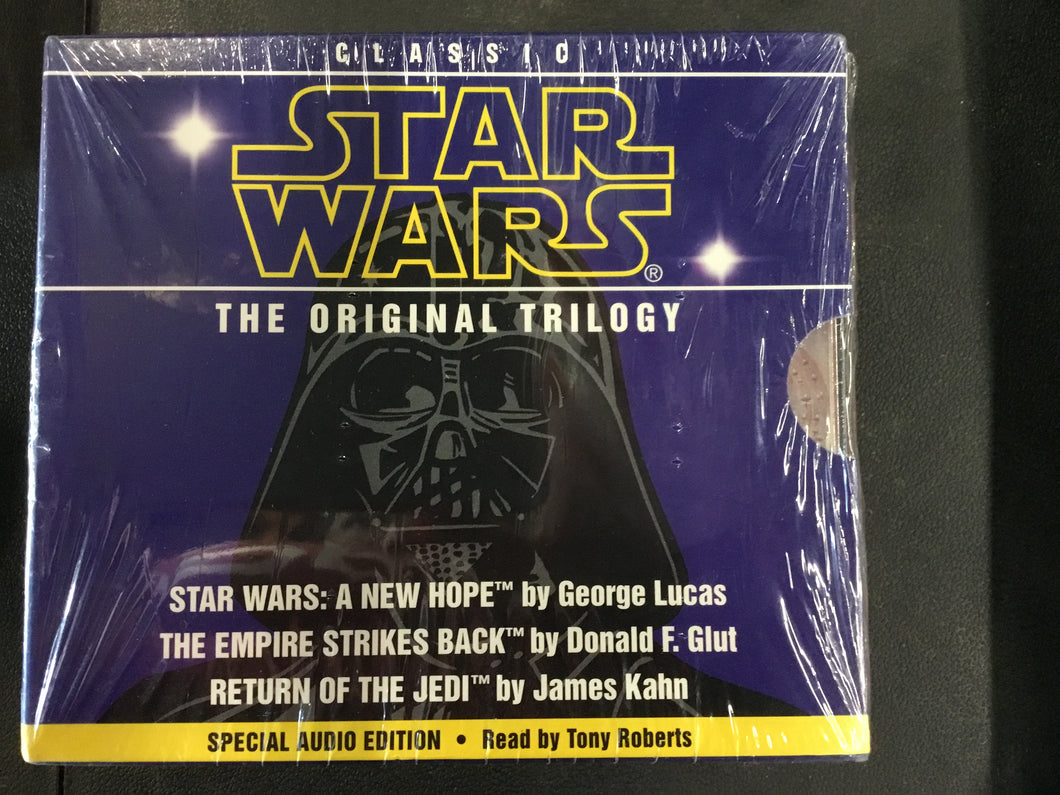 CLASSIC
STAR
WARS®
THE ORIGINAL TRILOGY
STAR WARS: A NEW HOPE™ by George Lucas
THE EMPIRE STRIKES BACK™ by Donald F. Glut
RETURN OF THE JEDI™ by James Kahn
SPECIAL AUDIO EDITION • Read by Tony Roberts